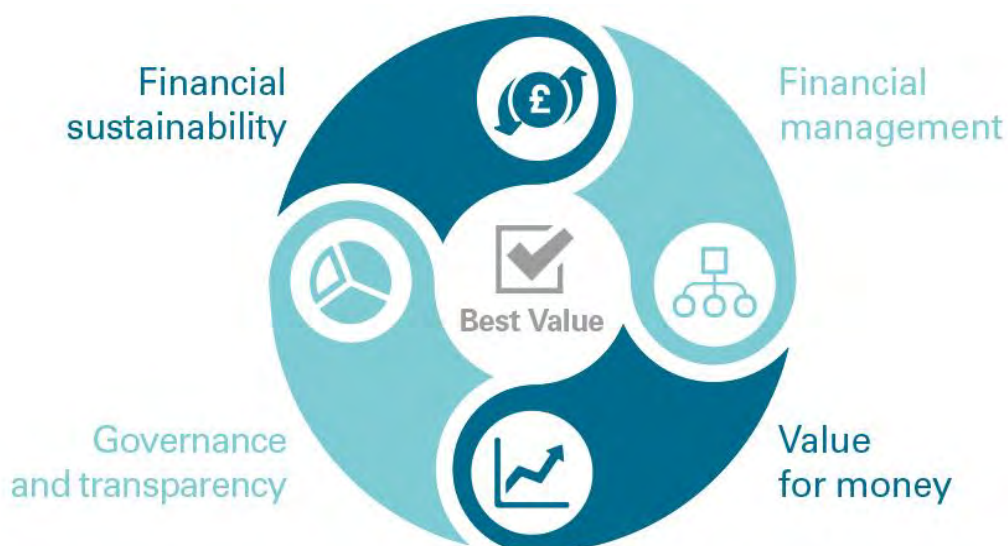 Financial
sustainability
£
Financial
management
Best Value
Governance
and transparency
Value
for money